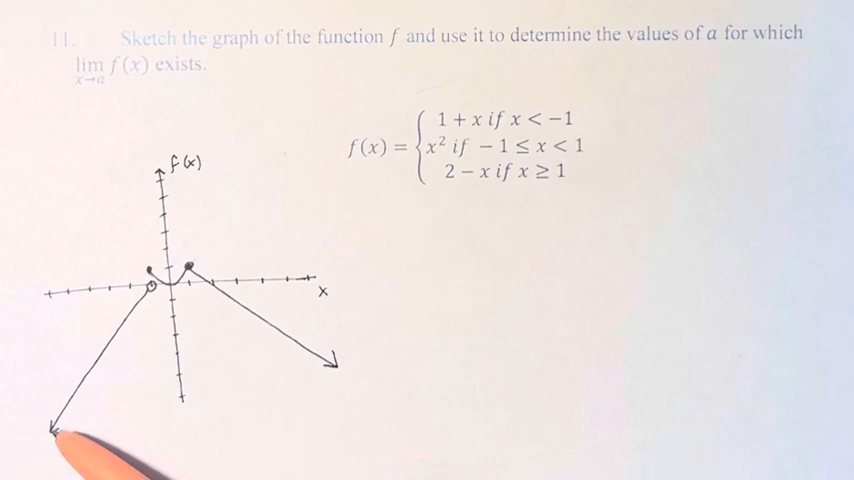 11. Sketch the graph of the function f and use it to determine the values of a for which
lim f(x) exists.
x→a
1 + x if x < −1
f(x) = { x² if − 1 ≤ x < 1
2 − x if x ≥ 1
f(x)
x